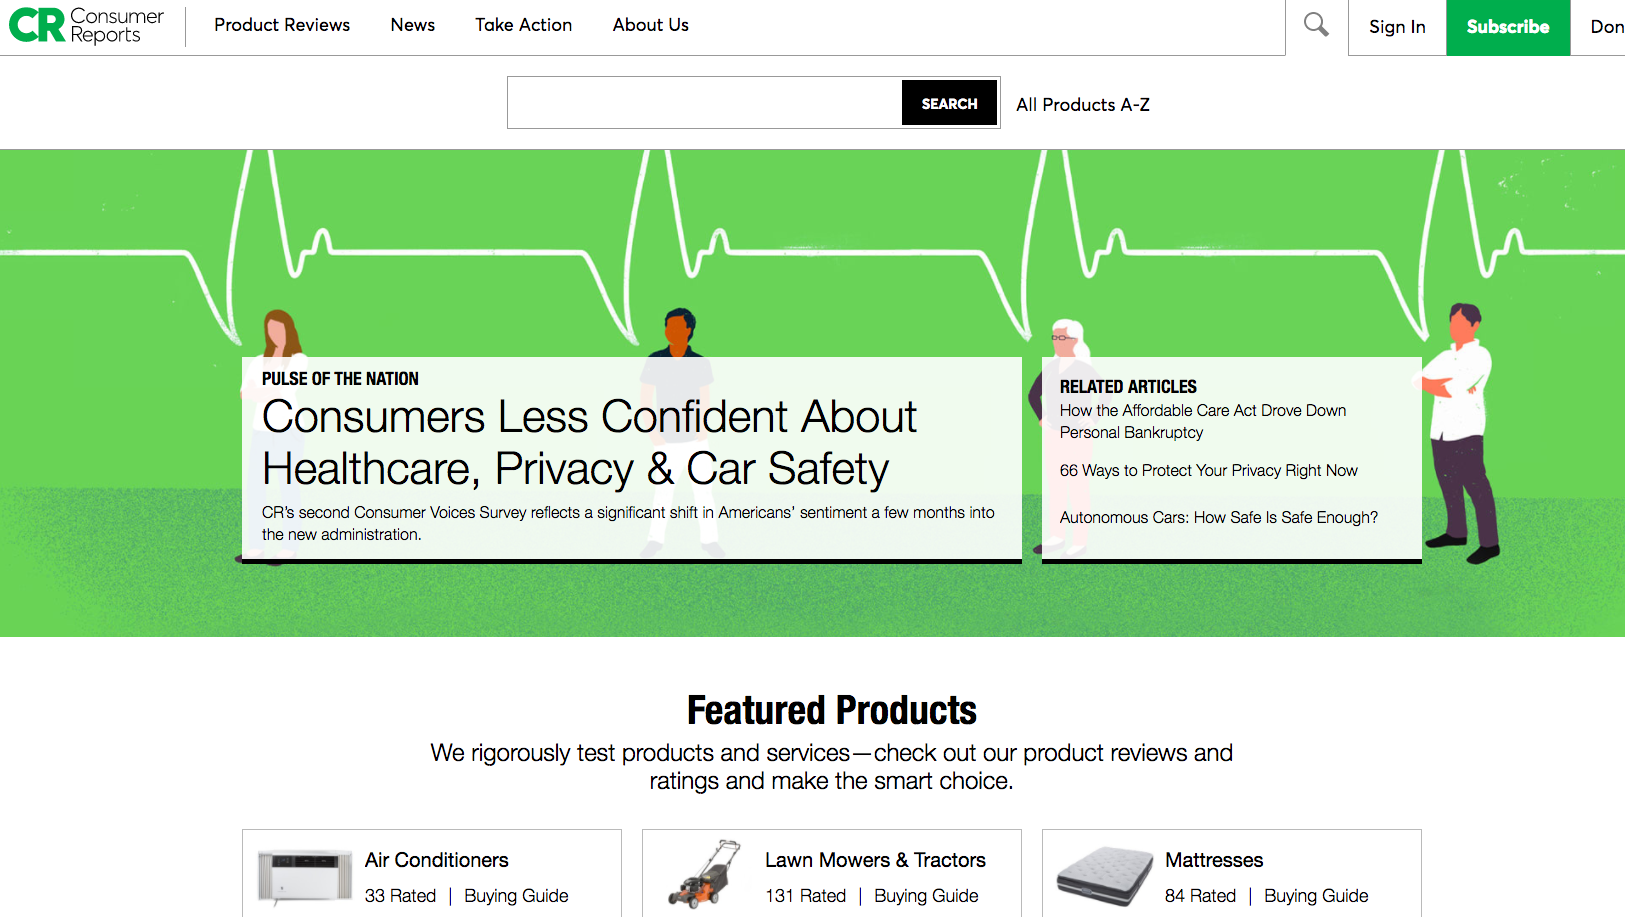 CR Consumer Reports
Product Reviews
News
Take Action
About Us
Sign In
Subscribe
Don
SEARCH
All Products A-Z
PULSE OF THE NATION
Consumers Less Confident About
Healthcare, Privacy & Car Safety
CR's second Consumer Voices Survey reflects a significant shift in Americans' sentiment a few months into
the new administration.
RELATED ARTICLES
How the Affordable Care Act Drove Down
Personal Bankruptcy
66 Ways to Protect Your Privacy Right Now
Autonomous Cars: How Safe Is Safe Enough?
Featured Products
We rigorously test products and services—check out our product reviews and
ratings and make the smart choice.
Air Conditioners
33 Rated | Buying Guide
Lawn Mowers & Tractors
131 Rated | Buying Guide
Mattresses
84 Rated | Buying Guide